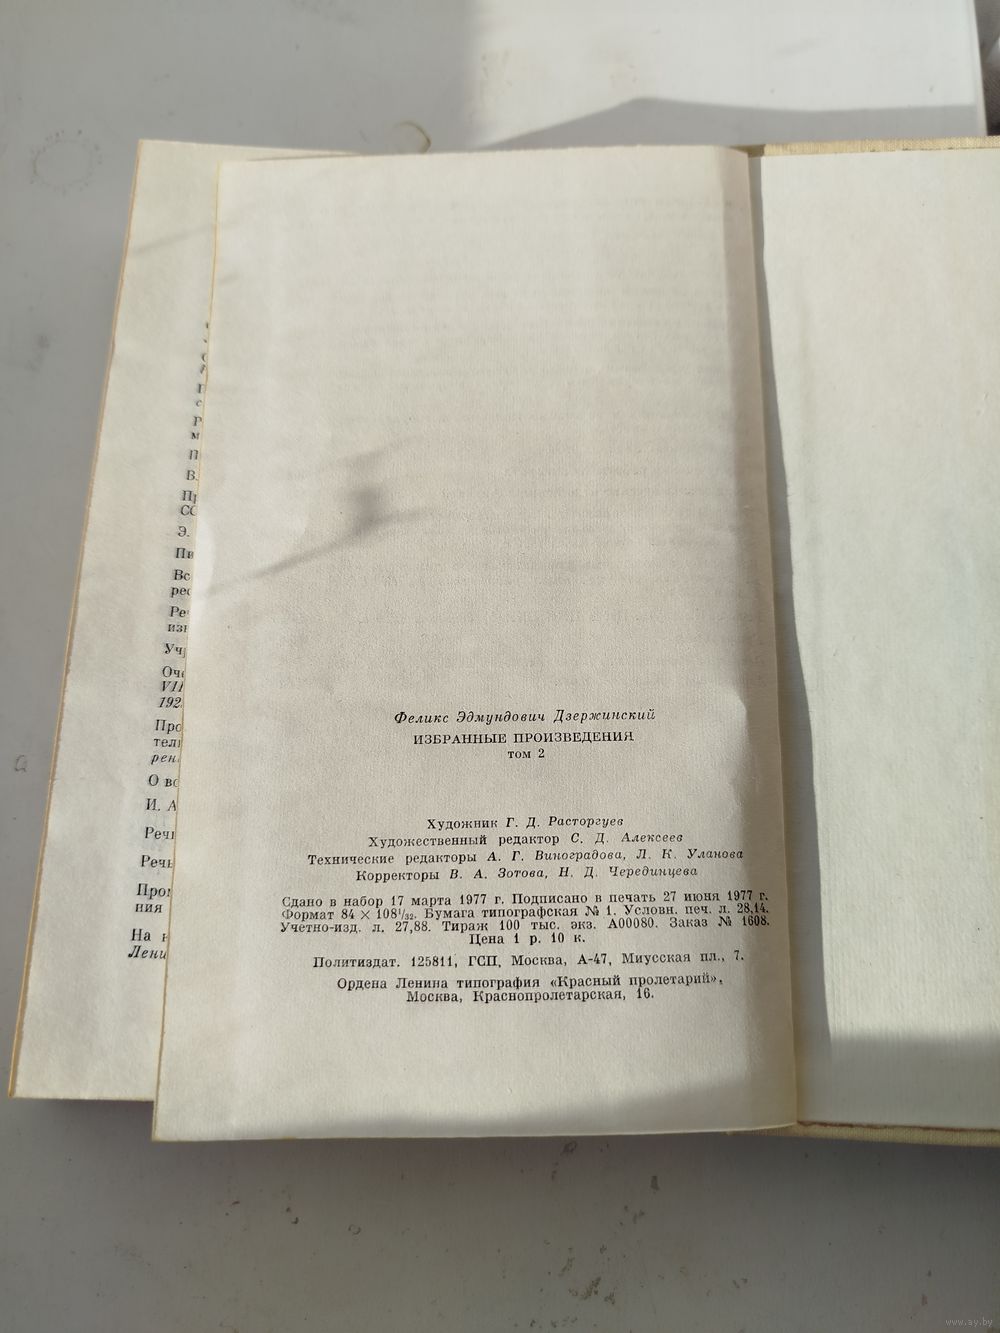 Феликс Эдмундович Дзержинский
ИЗБРАННЫЕ ПРОИЗВЕДЕНИЯ
том 2
Художник Г. Д. Расторгуев
Художественный редактор С. Д. Алексеев
Технические редакторы А. Г. Виноградова, Л. К. Уланова
Корректоры В. А. Зотова, Н. Д. Черединцева
Сдано в набор 17 марта 1977 г. Подписано в печать 27 июня 1977 г.
Формат 84 × 108¹/₃₂. Бумага типографская № 1. Условн. печ. л. 28,14.
Учетно-изд. л. 27,88. Тираж 100 тыс. экз. А00080. Заказ № 1608.
Цена 1 р. 10 к.
Политиздат. 125811, ГСП, Москва, А-47, Миусская пл., 7.
Ордена Ленина типография «Красный пролетарий».
Москва, Краснопролетарская, 16.
www.ay.by